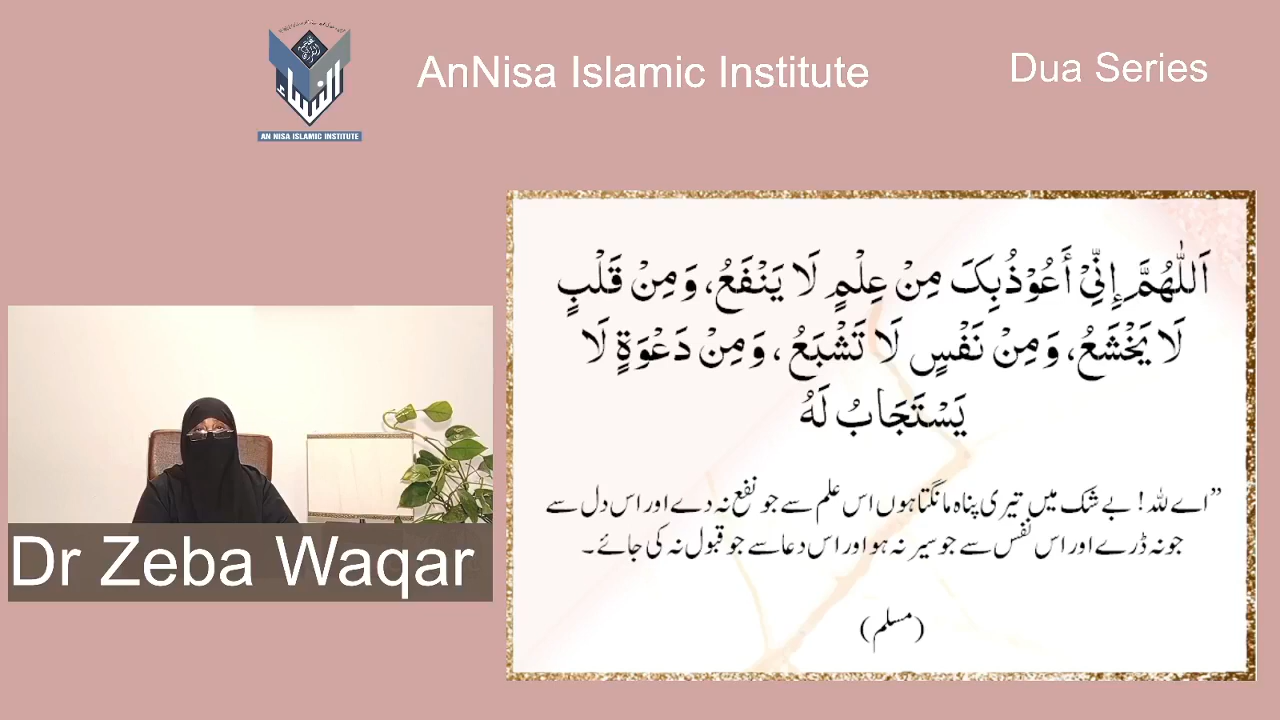 AN NISA ISLAMIC INSTITUTE
AnNisa Islamic Institute
Dua Series
اَللّٰهُمَّ إِنِّيْ أَعُوْذُبِکَ مِنْ عِلْمٍ لَا يَنْفَعُ، وَمِنْ قَلْبٍ
لَا يَخْشَعُ، وَمِنْ نَفْسٍ لَا تَشْبَعُ، وَمِنْ دَعْوَةٍ لَا
يَسْتَجَابُ لَهُ
”اے للہ! بے شک میں تیری پناہ مانگتا ہوں اس علم سے جو نفع نہ دے اور اس دل سے
جو نہ ڈرے اور اس نفس سے جو سیر نہ ہو اور اس دعا سے جو قبول نہ کی جائے۔
(مسلم)
Dr Zeba Waqar